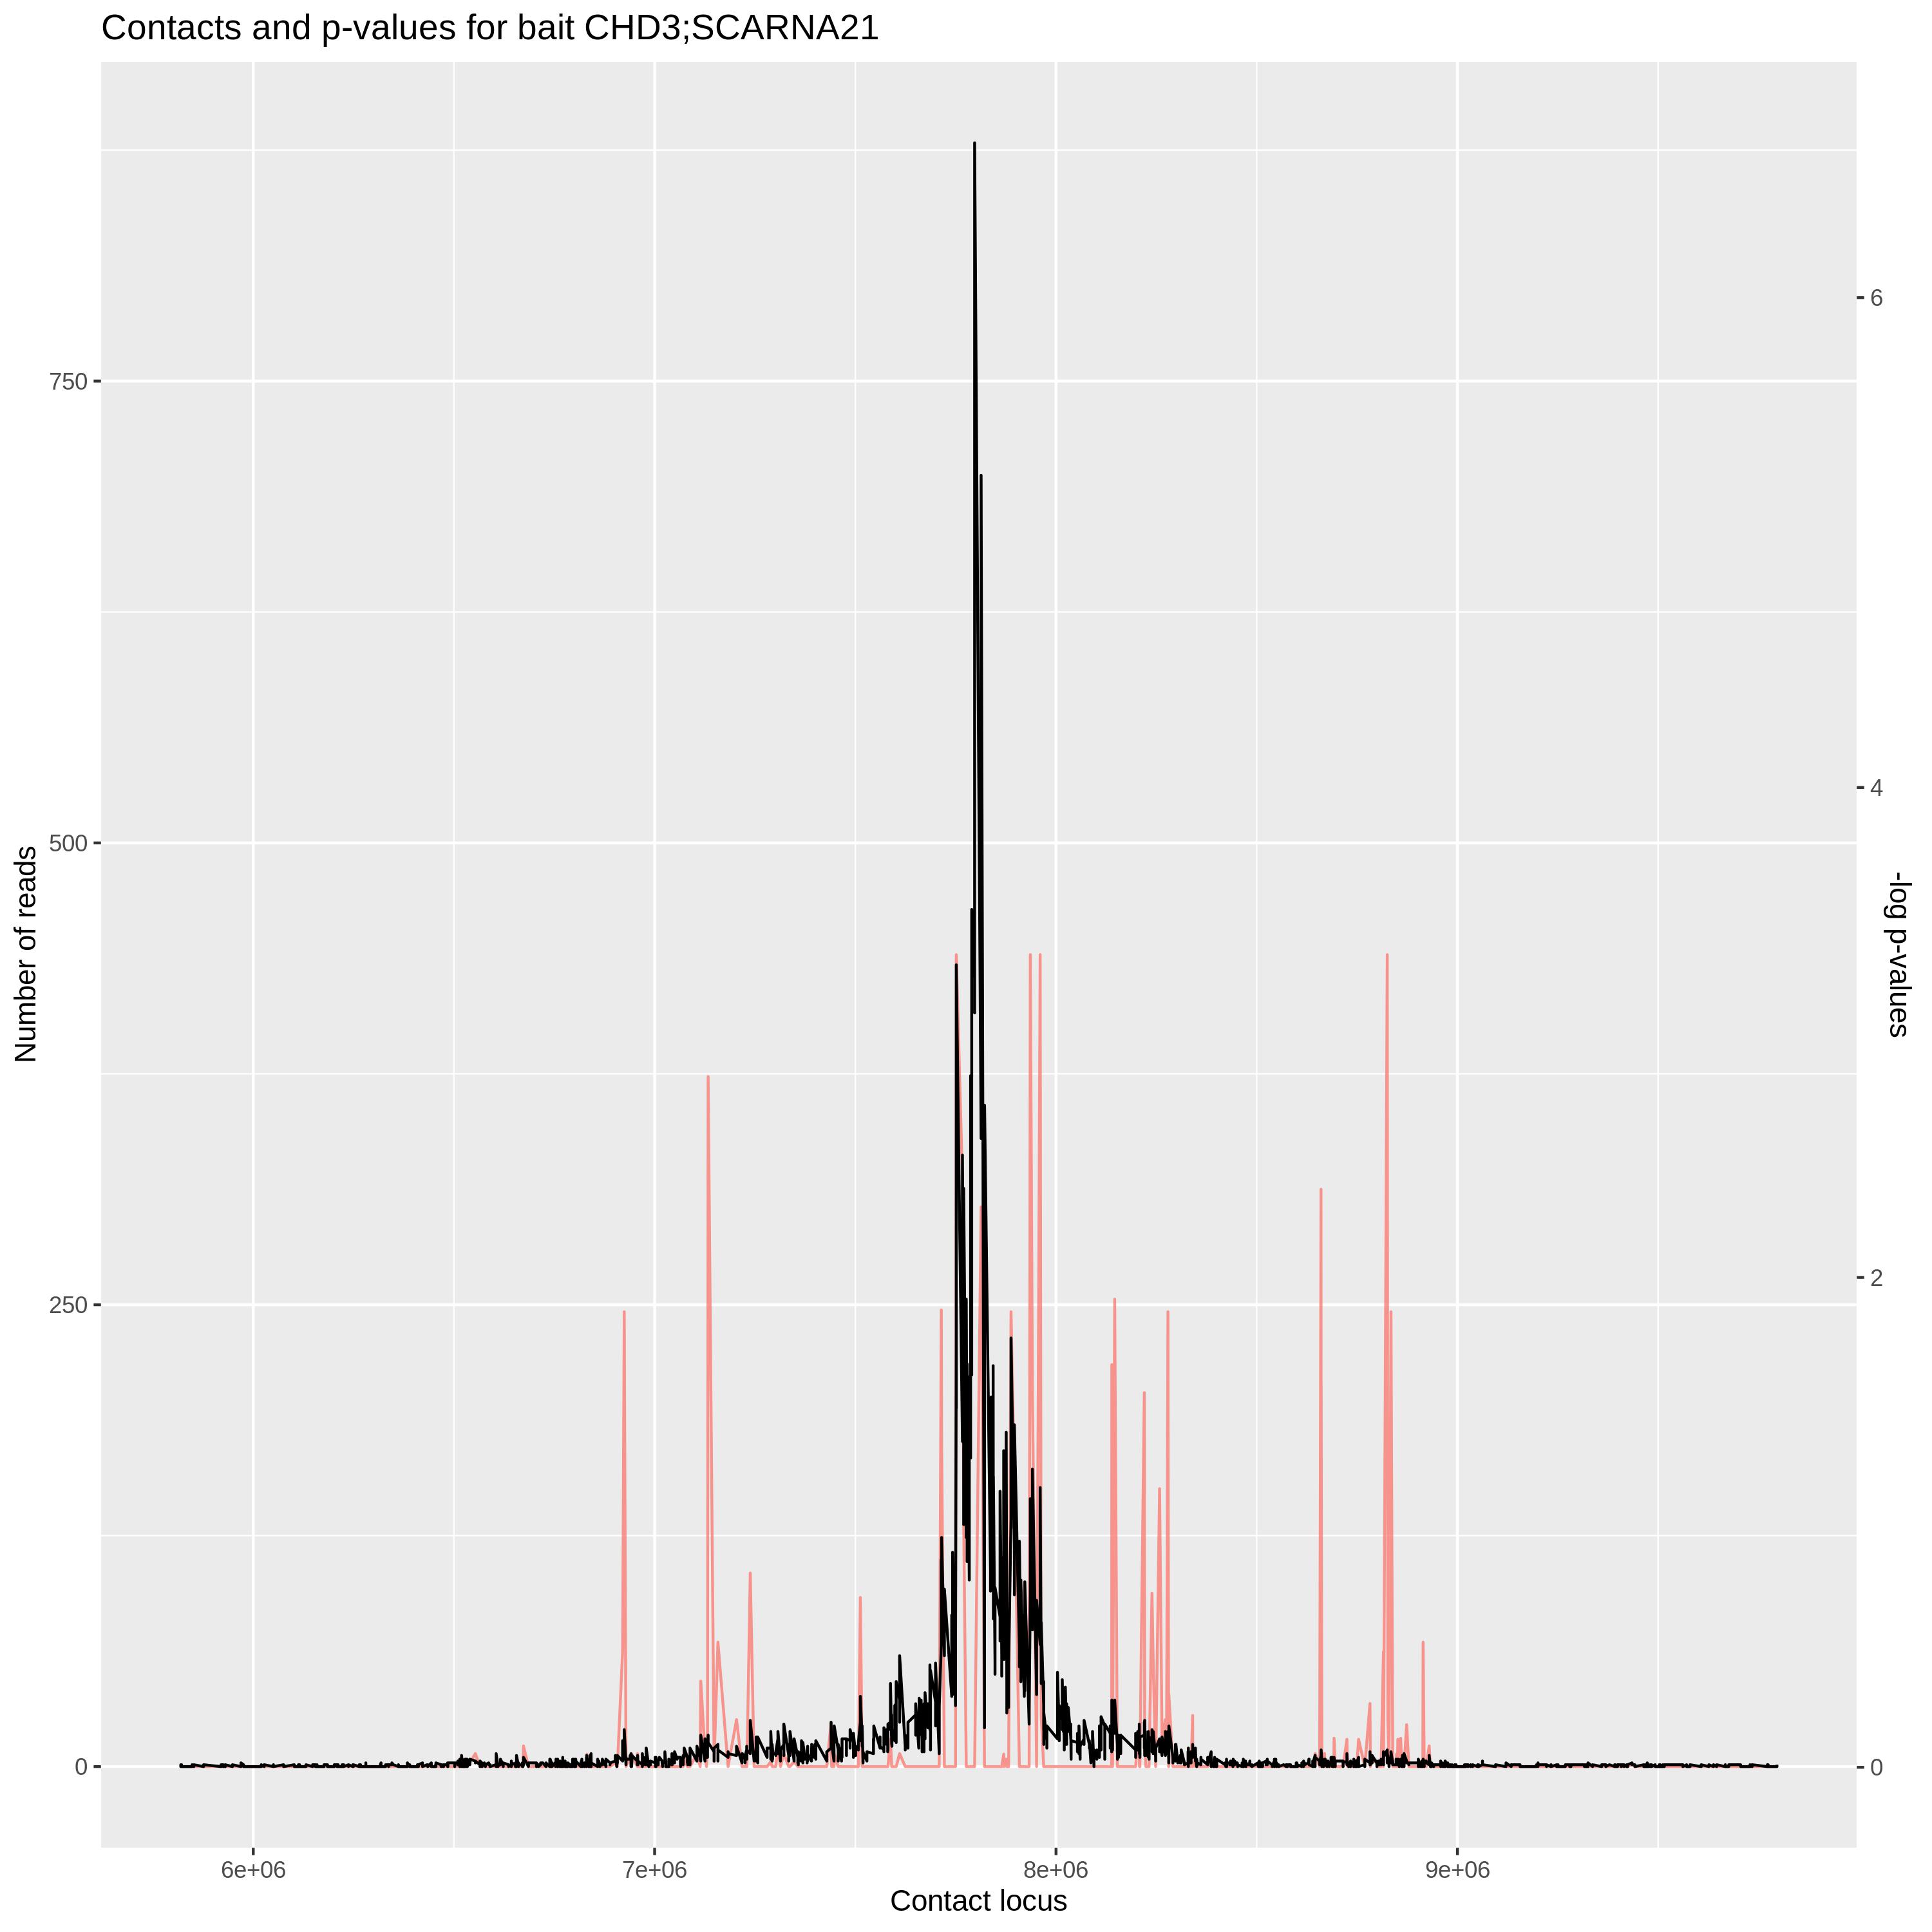 Contacts and p-values for bait CHD3;SCARNA21
750
500
250
0
Number of reads
6
4
2
0
-log p-values
6e+06
7e+06
8e+06
9e+06
Contact locus